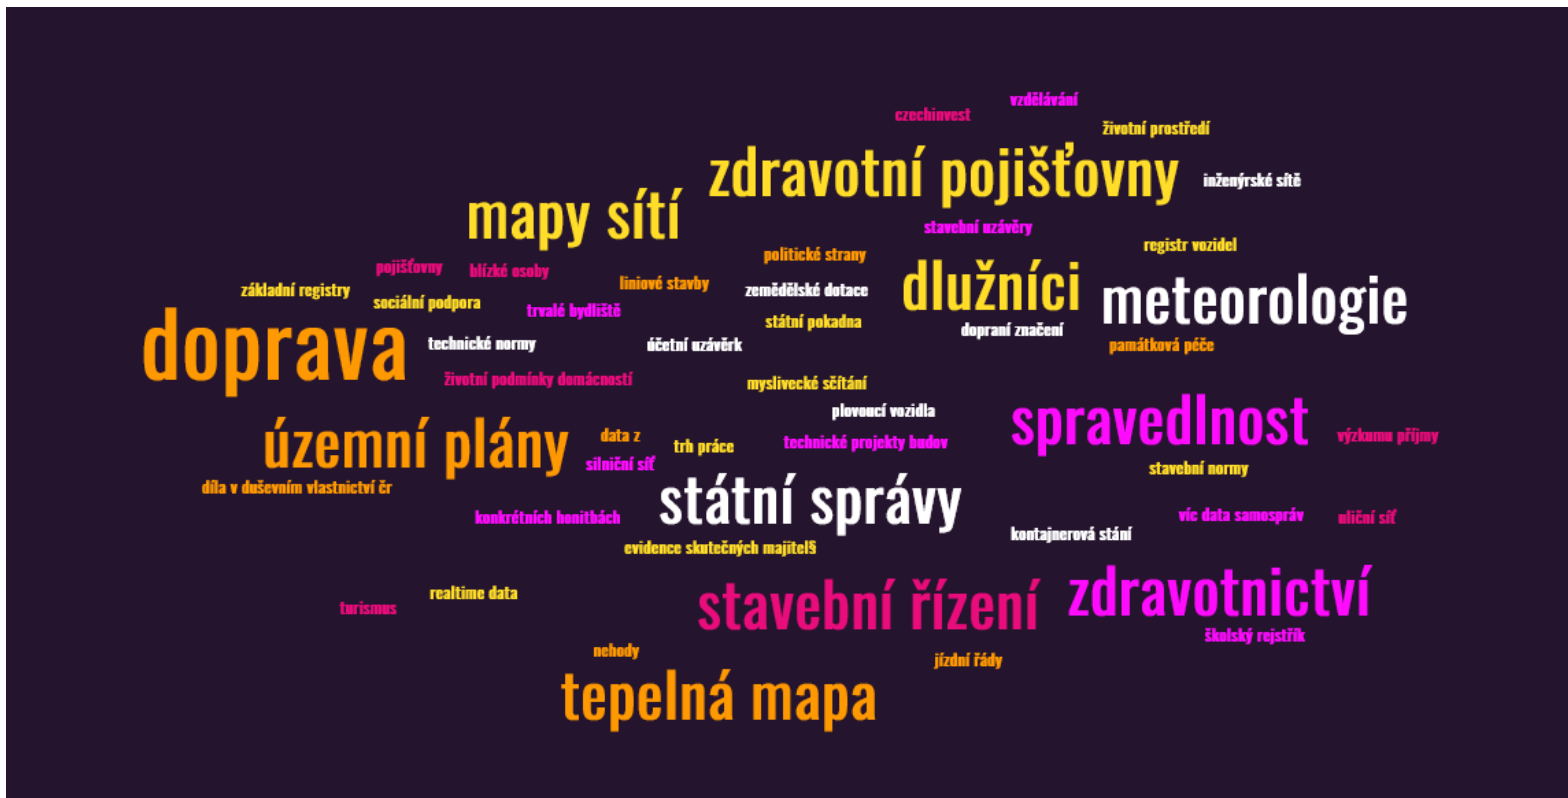 vzdělávání
czechinvest
životní prostředí
zdravotní pojišťovny
inženýrské sítě
mapy sítí
stavební uzávěry
registr vozidel
politické strany
pojišťovny
blízké osoby
liniové stavby
základní registry
zemědělské dotace
dlužníci
meteorologie
sociální podpora
trvalé bydliště
státní pokadna
dopraní značení
doprava
technické normy
účetní uzávěrk
památková péče
životní podmínky domácností
myslivecké sčítání
plovoucí vozidla
spravedlnost
výzkumu příjmy
územní plány
data z
trh práce
technické projekty budov
silniční síť
stavební normy
díla v duševním vlastnictví čr
státní správy
konkrétních honitbách
víc data samospráv
uliční síť
kontajnerová stání
evidence skutečných majitel§
realtime data
turismus
stavební řízení
zdravotnictví
školský rejstřík
nehody
jízdní řády
tepelná mapa